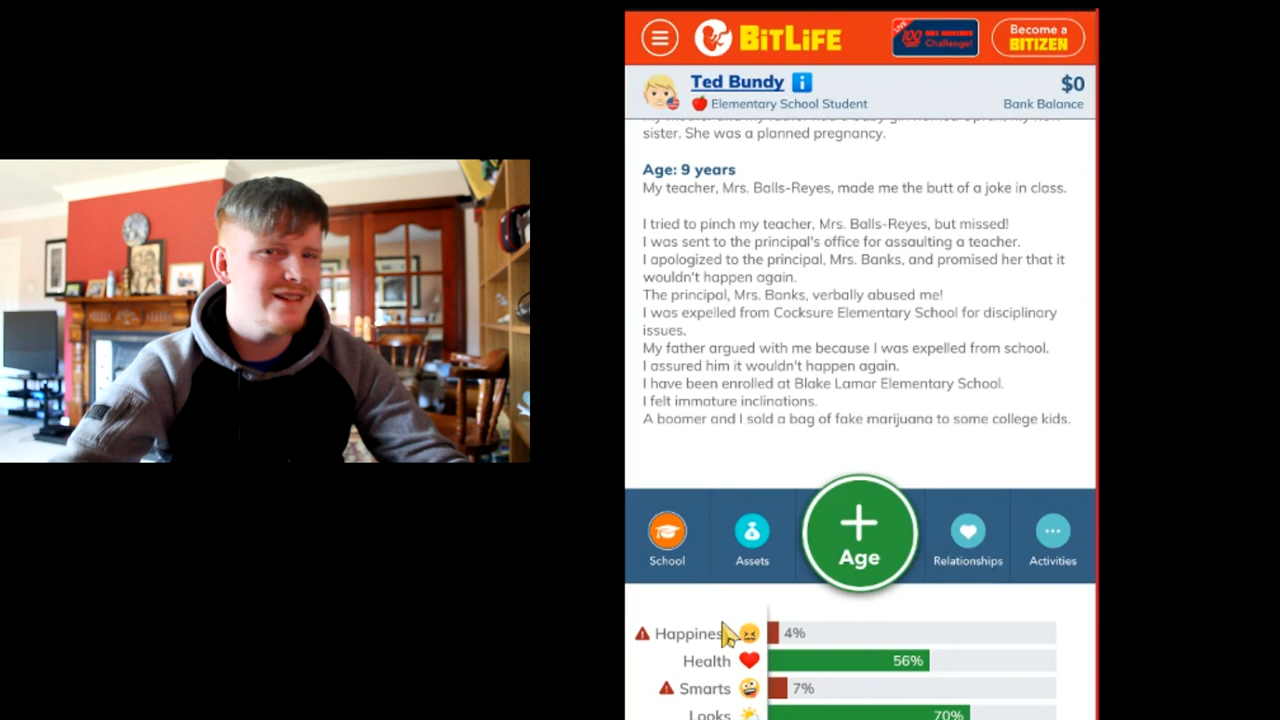 BITLIFE
LIVE
100
Challenge!
Become a
BITIZEN
Ted Bundy
$0
Elementary School Student
Bank Balance
sister. She was a planned pregnancy.
Age: 9 years
My teacher, Mrs. Balls-Reyes, made me the butt of a joke in class.
I tried to pinch my teacher, Mrs. Balls-Reyes, but missed!
I was sent to the principal's office for assaulting a teacher.
I apologized to the principal, Mrs. Banks, and promised her that it
wouldn't happen again.
The principal, Mrs. Banks, verbally abused me!
I was expelled from Cocksure Elementary School for disciplinary
issues.
My father argued with me because I was expelled from school.
I assured him it wouldn't happen again.
I have been enrolled at Blake Lamar Elementary School.
I felt immature inclinations.
A boomer and I sold a bag of fake marijuana to some college kids.
School
Assets
Age
Relationships
Activities
Happines
4%
Health
56%
Smarts
7%
Looks
70%